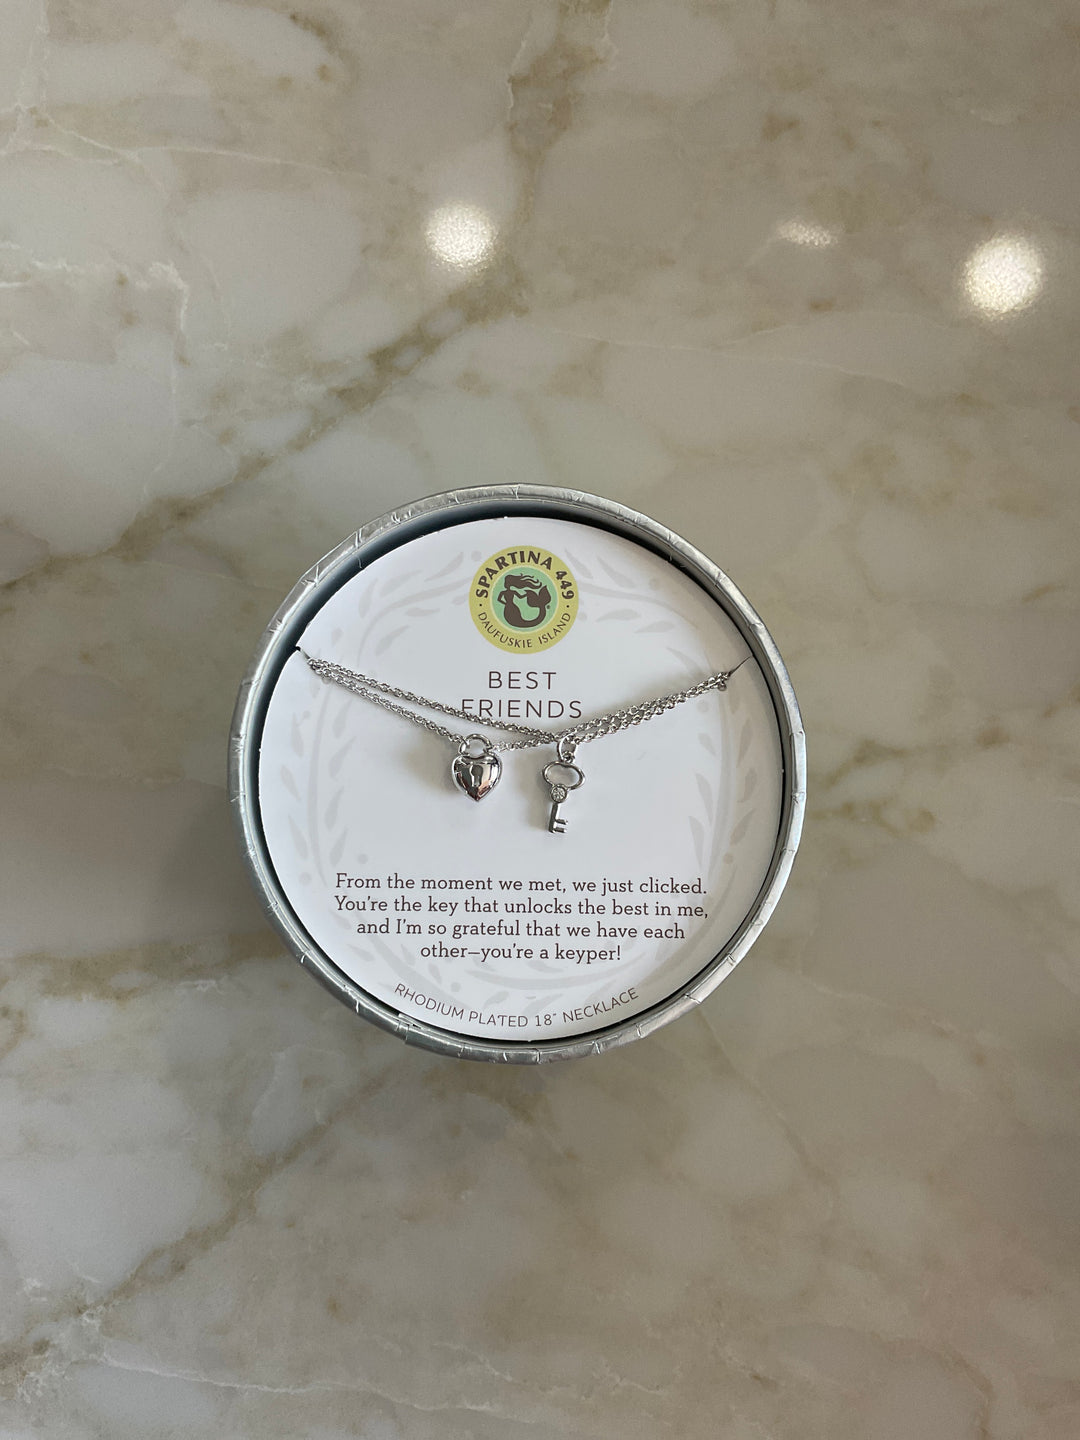 SPARTINA 449
· DAUFUSKIE ISLAND ·
BEST
FRIENDS
From the moment we met, we just clicked.
You're the key that unlocks the best in me,
and I'm so grateful that we have each
other—you're a keyper!
RHODIUM PLATED 18" NECKLACE